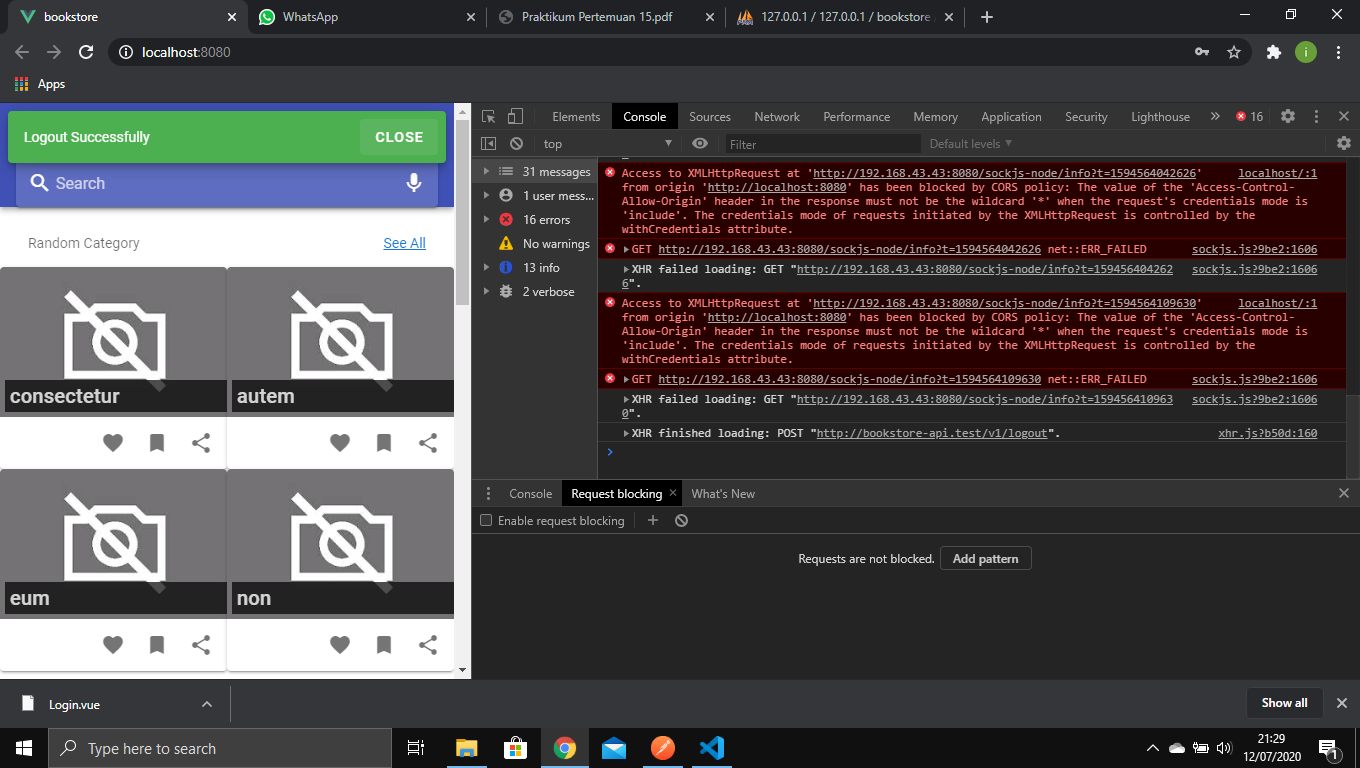 bookstore
WhatsApp
Praktikum Pertemuan 15.pdf
127.0.0.1 / 127.0.0.1 / bookstore
localhost:8080
i
Apps
Logout Successfully
CLOSE
Search
Random Category
See All
consectetur
autem
eum
non
Elements
Console
Sources
Network
Performance
Memory
Application
Security
Lighthouse
16
top
Filter
Default levels
31 messages
1 user mess...
16 errors
No warnings
13 info
2 verbose
Access to XMLHttpRequest at 'http://192.168.43.43:8080/sockjs-node/info?t=1594564042626' localhost/:1
from origin 'http://localhost:8080' has been blocked by CORS policy: The value of the 'Access-Control-
Allow-Origin' header in the response must not be the wildcard '*' when the request's credentials mode is
'include'. The credentials mode of requests initiated by the XMLHttpRequest is controlled by the
withCredentials attribute.
GET http://192.168.43.43:8080/sockjs-node/info?t=1594564042626 net::ERR_FAILED sockjs.js?9be2:1606
XHR failed loading: GET "http://192.168.43.43:8080/sockjs-node/info?t=159456404262 sockjs.js?9be2:1606
6".
Access to XMLHttpRequest at 'http://192.168.43.43:8080/sockjs-node/info?t=1594564109630' localhost/:1
from origin 'http://localhost:8080' has been blocked by CORS policy: The value of the 'Access-Control-
Allow-Origin' header in the response must not be the wildcard '*' when the request's credentials mode is
'include'. The credentials mode of requests initiated by the XMLHttpRequest is controlled by the
withCredentials attribute.
GET http://192.168.43.43:8080/sockjs-node/info?t=1594564109630 net::ERR_FAILED sockjs.js?9be2:1606
XHR failed loading: GET "http://192.168.43.43:8080/sockjs-node/info?t=159456410963 sockjs.js?9be2:1606
0".
XHR finished loading: POST "http://bookstore-api.test/v1/logout". xhr.js?b50d:160
Console
Request blocking
What's New
Enable request blocking
Requests are not blocked.
Add pattern
Login.vue
Show all
Type here to search
21:29
12/07/2020
1